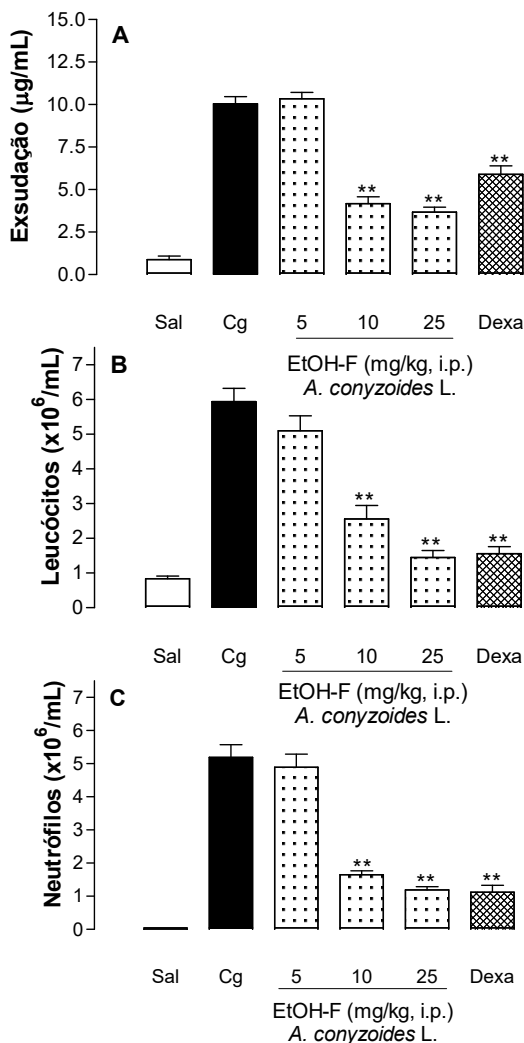 A
Exsudação (µg/mL)
15.0
12.5
10.0
7.5
5.0
2.5
0.0
** ** **
Sal Cg 5 10 25 Dexa
EtOH-F (mg/kg, i.p.)
A. conyzoides L.
B
Leucócitos (x10⁶/mL)
7
6
5
4
3
2
1
0
** ** **
Sal Cg 5 10 25 Dexa
EtOH-F (mg/kg, i.p.)
A. conyzoides L.
C
Neutrófilos (x10⁶/mL)
7
6
5
4
3
2
1
0
** ** **
Sal Cg 5 10 25 Dexa
EtOH-F (mg/kg, i.p.)
A. conyzoides L.